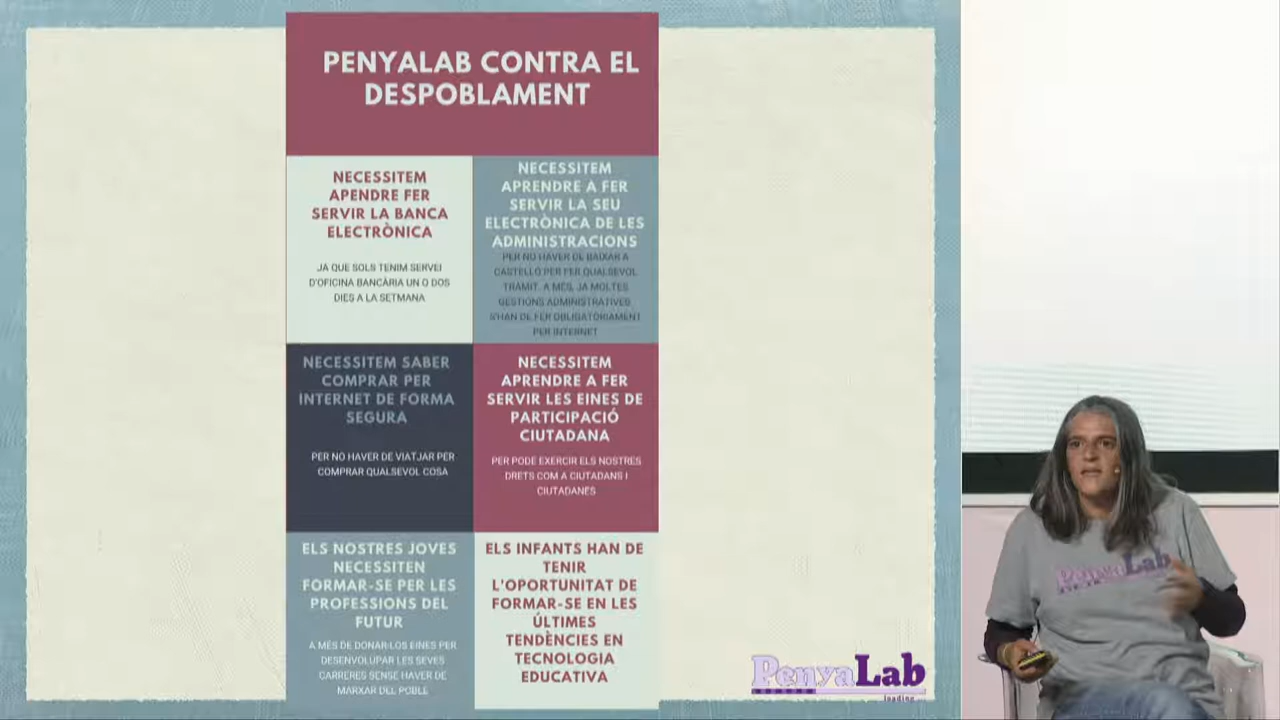 PENYALAB CONTRA EL
DESPOBLAMENT
NECESSITEM
APENDRE FER
SERVIR LA BANCA
ELECTRÒNICA
JA QUE SOLS TENIM SERVEI
D'OFICINA BANCÀRIA UN O DOS
DIES A LA SETMANA
NECESSITEM
APRENDRE A FER
SERVIR LA SEU
ELECTRÒNICA DE LES
ADMINISTRACIONS
PER NO HAVER DE BAIXAR A
CASTELLÓ PER FER QUALSEVOL
TRÀMIT. A MÉS, JA MOLTES
GESTIONS ADMINISTRATIVES
S'HAN DE FER OBLIGATÒRIAMENT
PER INTERNET
NECESSITEM SABER
COMPRAR PER
INTERNET DE FORMA
SEGURA
PER NO HAVER DE VIATJAR PER
COMPRAR QUALSEVOL COSA
NECESSITEM
APRENDRE A FER
SERVIR LES EINES DE
PARTICIPACIÓ
CIUTADANA
PER PODE EXERCIR ELS NOSTRES
DRETS COM A CIUTADANS I
CIUTADANES
ELS NOSTRES JOVES
NECESSITEN
FORMAR-SE PER LES
PROFESSIONS DEL
FUTUR
A MÉS DE DONAR-LOS EINES PER
DESENVOLUPAR LES SEVES
CARRERES SENSE HAVER DE
MARXAR DEL POBLE
ELS INFANTS HAN DE
TENIR
L'OPORTUNITAT DE
FORMAR-SE EN LES
ÚLTIMES
TENDÈNCIES EN
TECNOLOGIA
EDUCATIVA
PenyaLab
loading...
PenyaLab